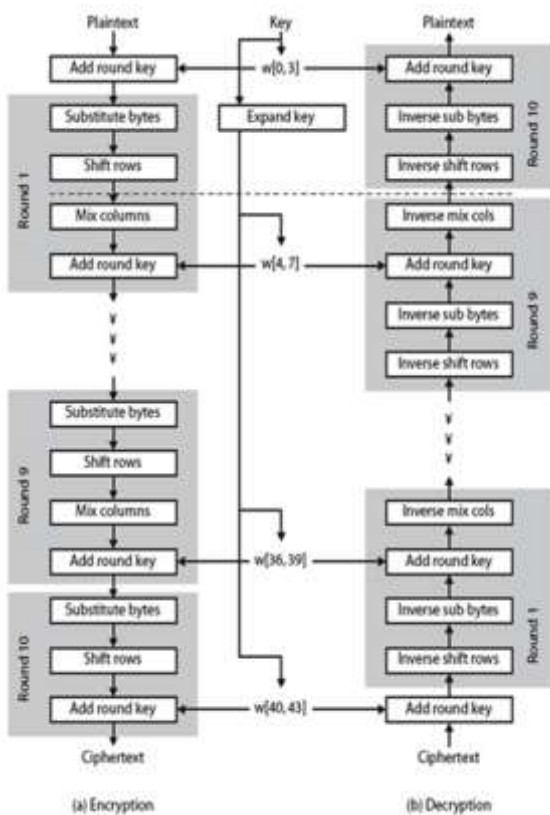 Plaintext
Key
Plaintext
Add round key
w[0, 3]
Add round key
Substitute bytes
Expand key
Inverse sub bytes
Shift rows
Inverse shift rows
Round 1
Round 10
Mix columns
Inverse mix cols
Add round key
w[4, 7]
Add round key
Inverse sub bytes
Inverse shift rows
Round 9
Substitute bytes
Shift rows
Mix columns
Inverse mix cols
Round 9
Add round key
w[36, 39]
Add round key
Substitute bytes
Inverse sub bytes
Shift rows
Inverse shift rows
Round 10
Round 1
Add round key
w[40, 43]
Add round key
Ciphertext
Ciphertext
(a) Encryption
(b) Decryption